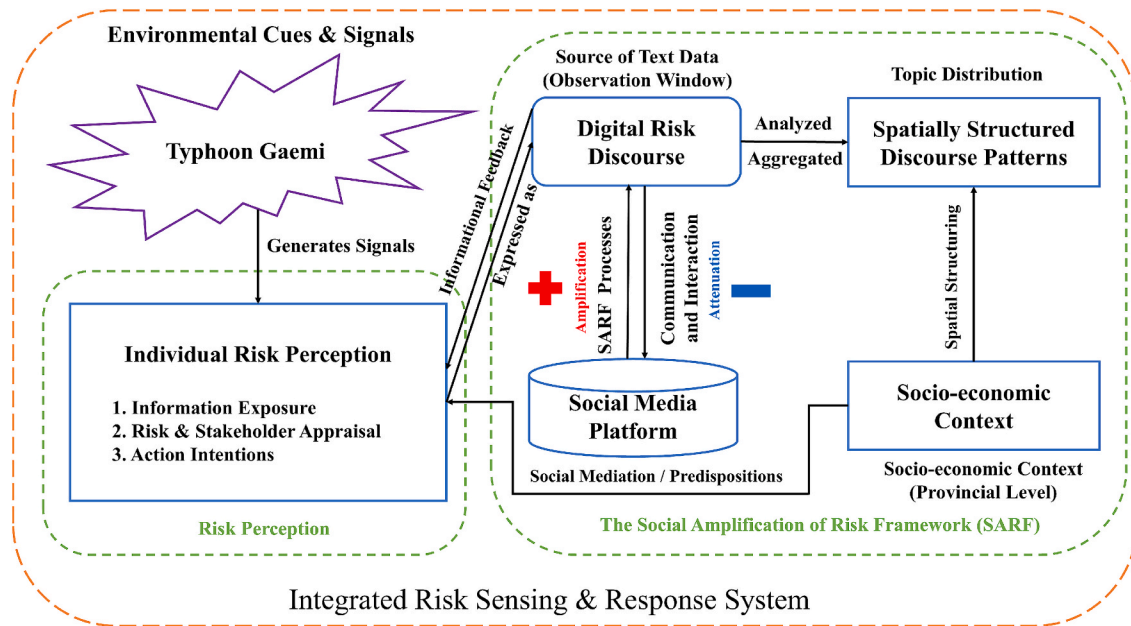 Environmental Cues & Signals
Typhoon Gaemi
Generates Signals
Individual Risk Perception
1. Information Exposure
2. Risk & Stakeholder Appraisal
3. Action Intentions
Risk Perception
Informational Feedback
Expressed as
Source of Text Data
(Observation Window)
Digital Risk
Discourse
Analyzed
Aggregated
Topic Distribution
Spatially Structured
Discourse Patterns
Amplification
SARF Processes
Communication
and Interaction
Attenuation
Spatial Structuring
Social Media
Platform
Socio-economic
Context
Social Mediation / Predispositions
Socio-economic Context
(Provincial Level)
The Social Amplification of Risk Framework (SARF)
Integrated Risk Sensing & Response System